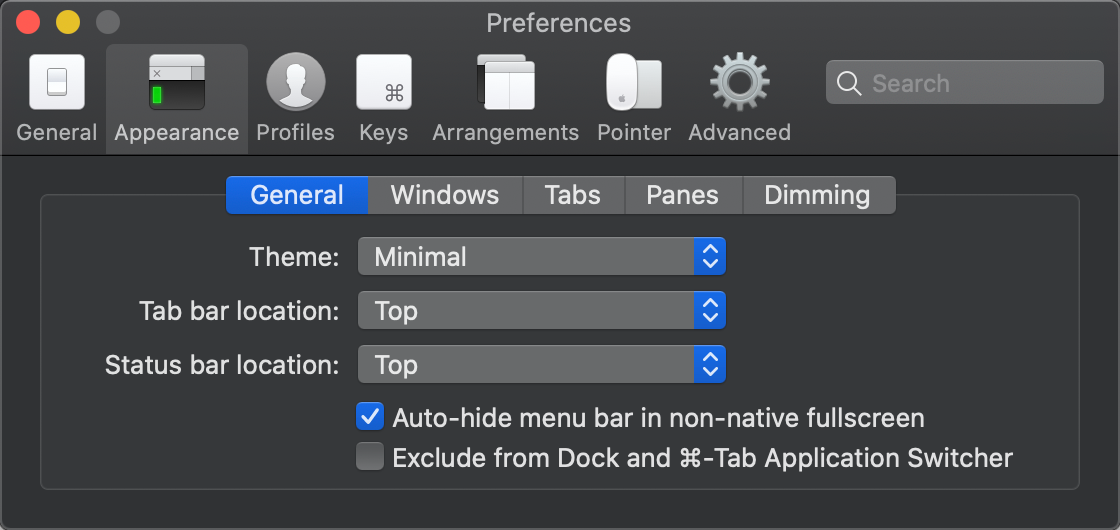 Preferences
General Appearance Profiles Keys Arrangements Pointer Advanced Search
General Windows Tabs Panes Dimming
Theme: Minimal
Tab bar location: Top
Status bar location: Top
Auto-hide menu bar in non-native fullscreen
Exclude from Dock and ⌘-Tab Application Switcher